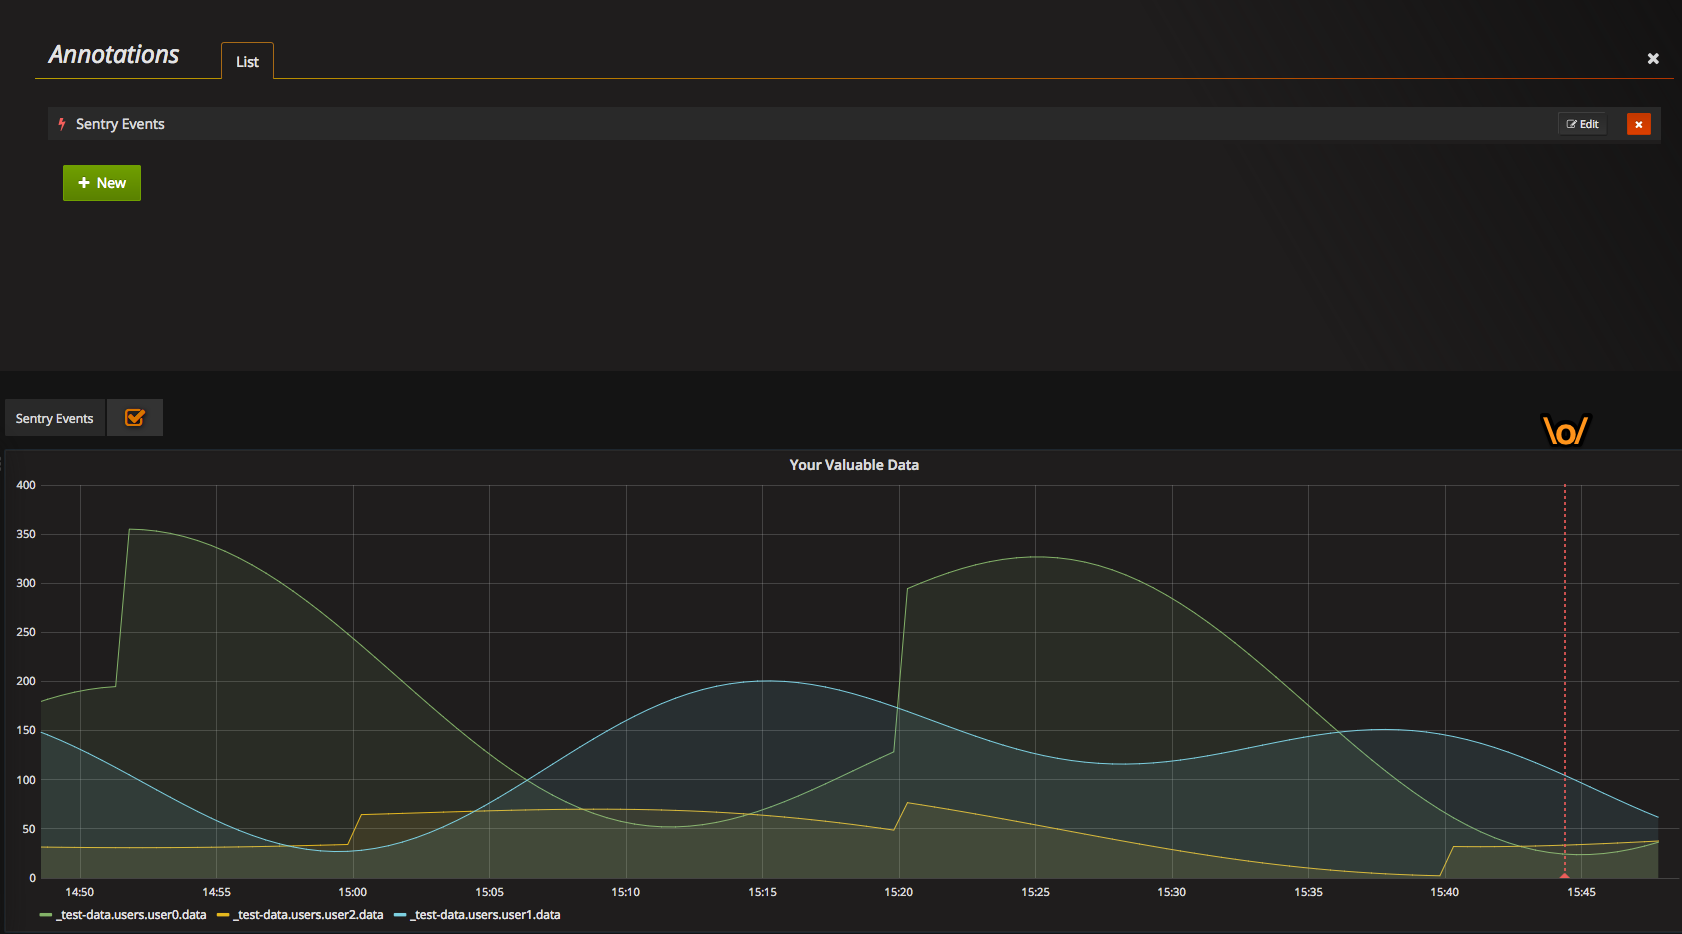 Annotations
List
Sentry Events
Edit
+ New
Sentry Events
\o/
Your Valuable Data
400
350
300
250
200
150
100
50
0
14:50 14:55 15:00 15:05 15:10 15:15 15:20 15:25 15:30 15:35 15:40 15:45
_test-data.users.user0.data _test-data.users.user2.data _test-data.users.user1.data